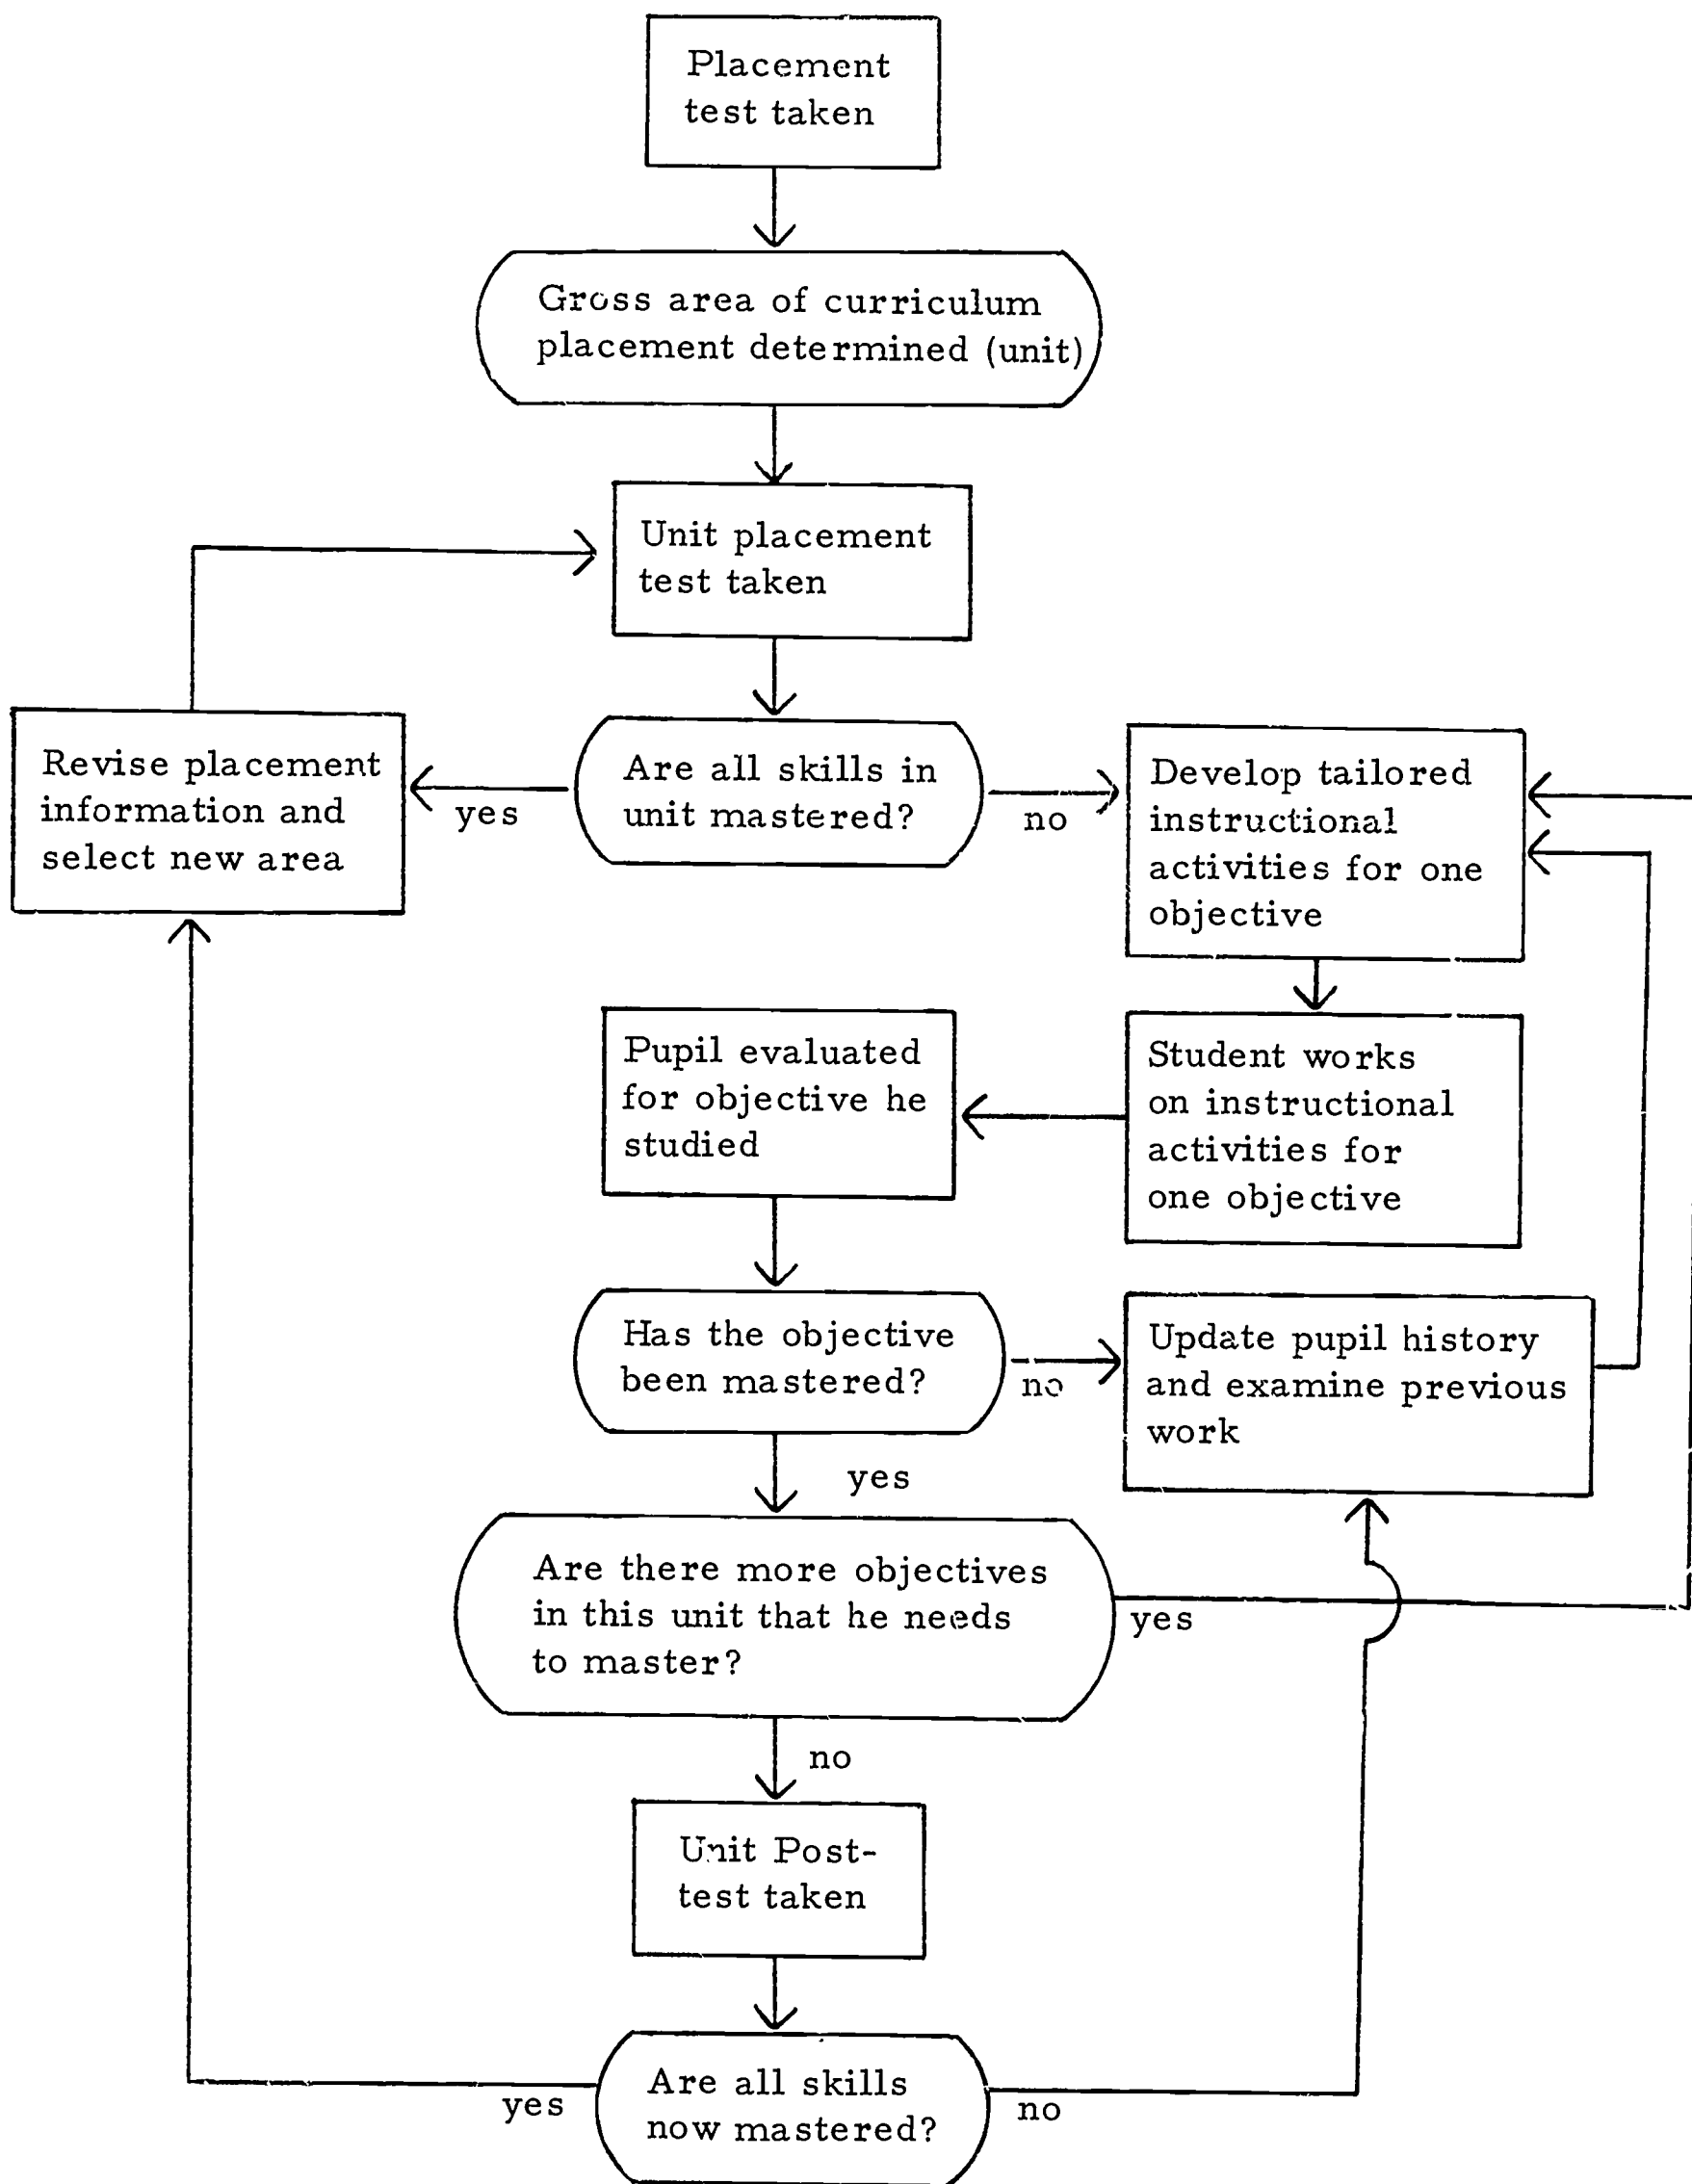 Placement
test taken
Gross area of curriculum
placement determined (unit)
Unit placement
test taken
Revise placement
information and
select new area
yes
Are all skills in
unit mastered?
no
Develop tailored
instructional
activities for one
objective
Pupil evaluated
for objective he
studied
Student works
on instructional
activities for
one objective
Has the objective
been mastered?
no
Update pupil history
and examine previous
work
yes
Are there more objectives
in this unit that he needs
to master?
yes
no
Unit Post-
test taken
yes
Are all skills
now mastered?
no